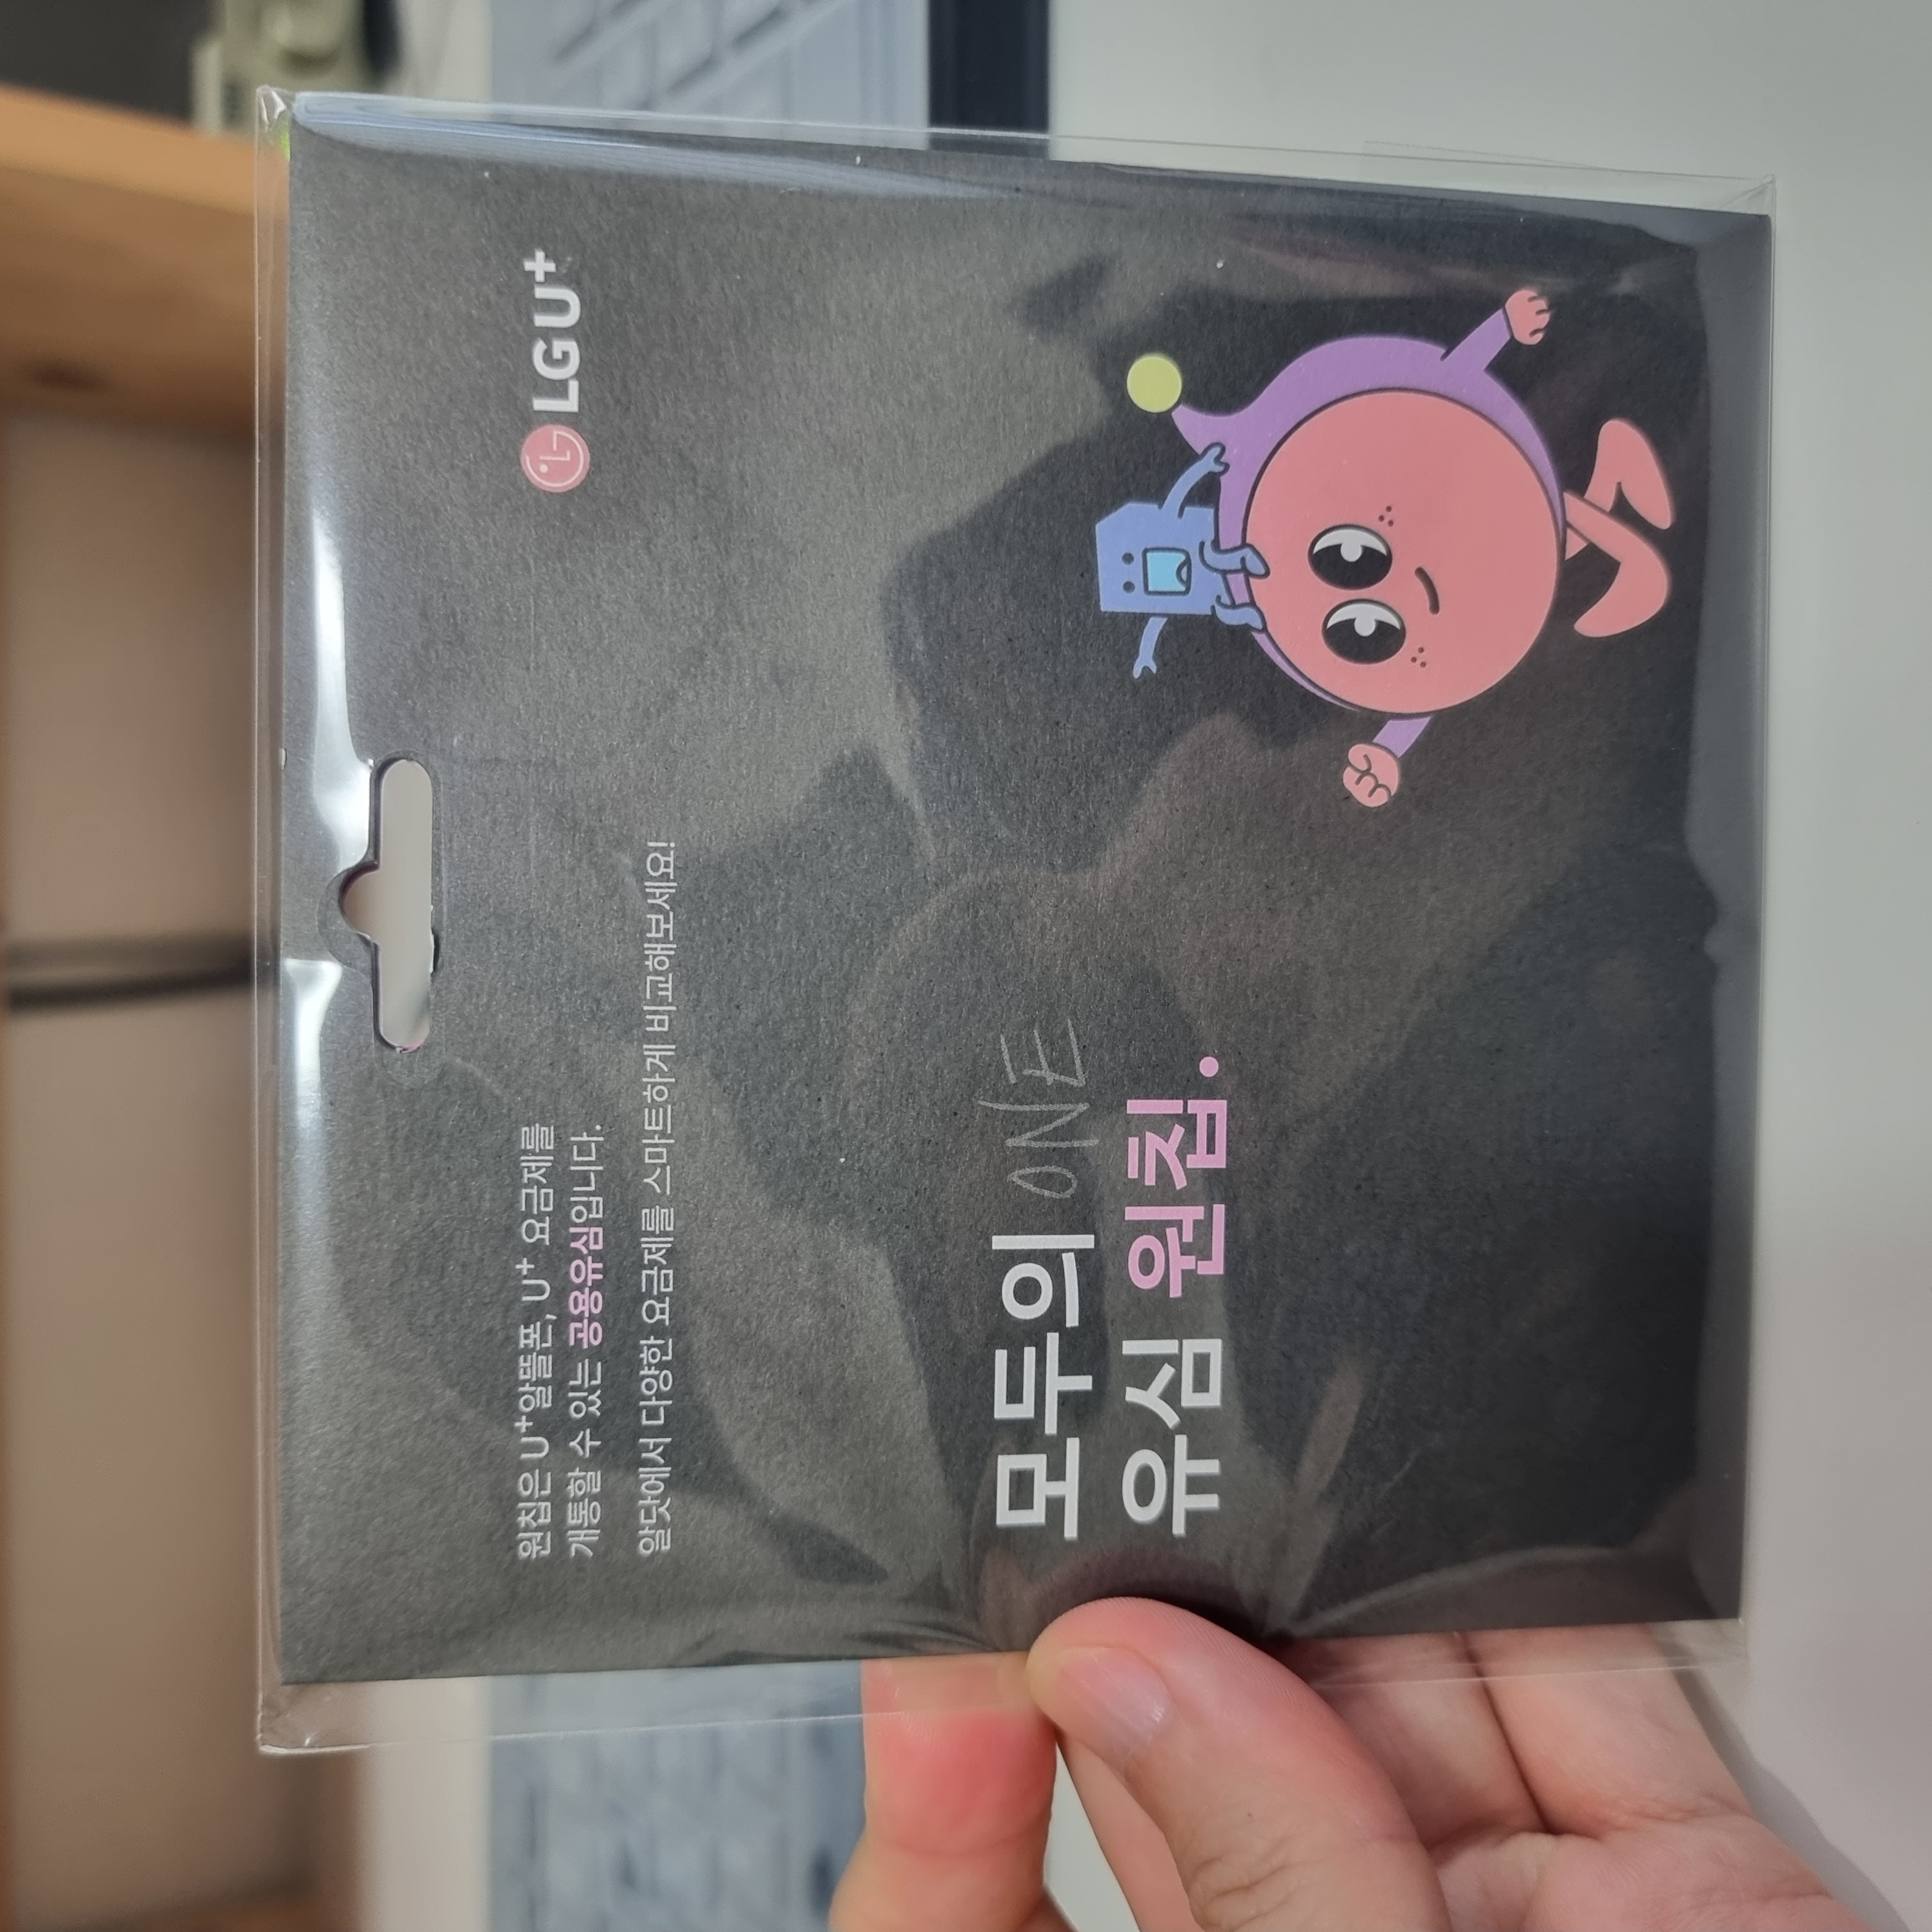 원칩은 U+알뜰폰, U+ 요금제를
개통할 수 있는 공용유심입니다.
알닷에서 다양한 요금제를 스마트하게 비교해보세요!
LG U+
모두의 ONE
유심 원칩.